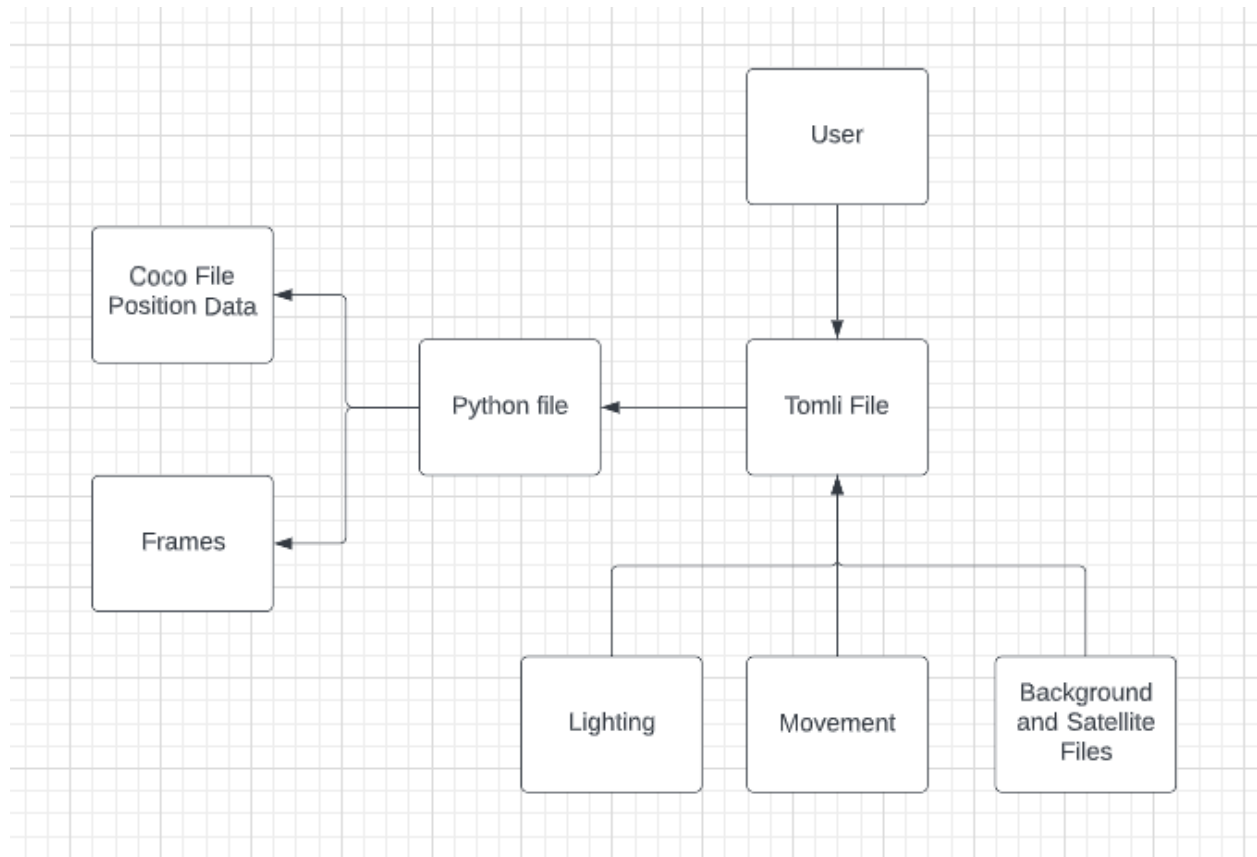 User
Coco File
Position Data
Python file
Tomli File
Frames
Lighting
Movement
Background
and Satellite
Files